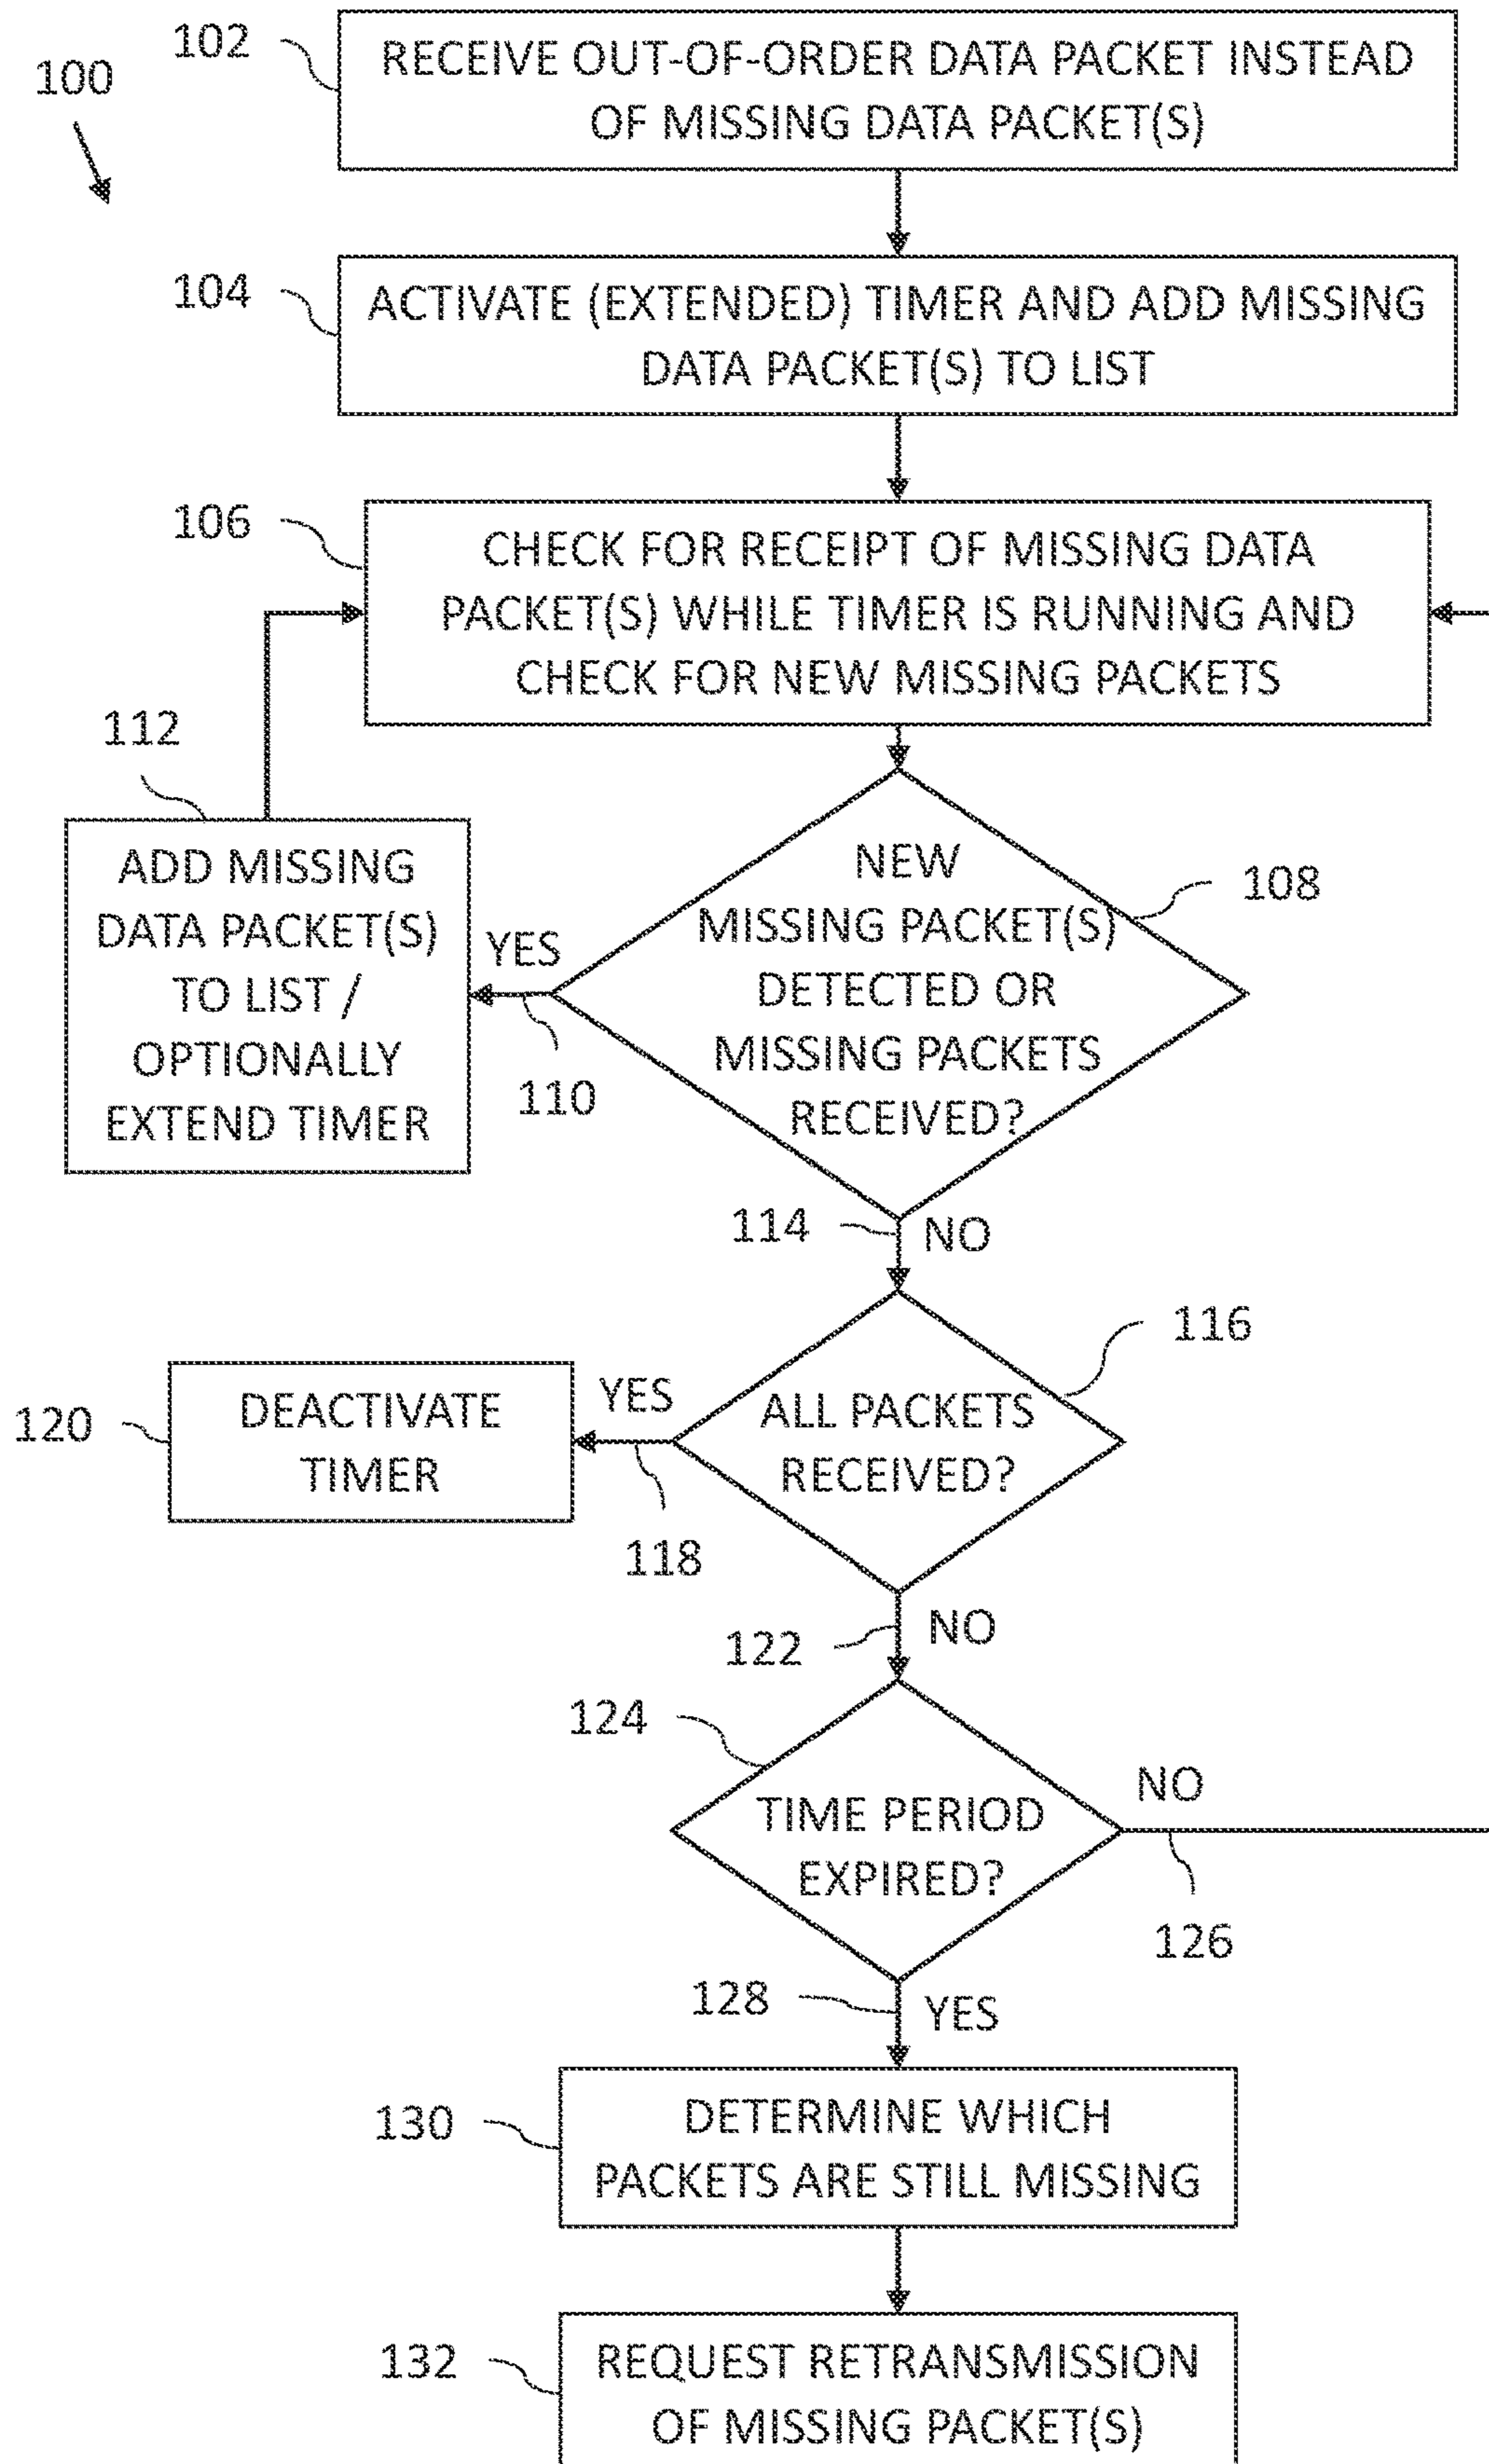 100
102
RECEIVE OUT-OF-ORDER DATA PACKET INSTEAD
OF MISSING DATA PACKET(S)
104
ACTIVATE (EXTENDED) TIMER AND ADD MISSING
DATA PACKET(S) TO LIST
106
CHECK FOR RECEIPT OF MISSING DATA
PACKET(S) WHILE TIMER IS RUNNING AND
CHECK FOR NEW MISSING PACKETS
112
ADD MISSING
DATA PACKET(S)
TO LIST /
OPTIONALLY
EXTEND TIMER
YES
110
NEW
MISSING PACKET(S)
DETECTED OR
MISSING PACKETS
RECEIVED?
108
114
NO
116
ALL PACKETS
RECEIVED?
YES
118
120
DEACTIVATE
TIMER
122
NO
124
TIME PERIOD
EXPIRED?
NO
126
128
YES
130
DETERMINE WHICH
PACKETS ARE STILL MISSING
132
REQUEST RETRANSMISSION
OF MISSING PACKET(S)